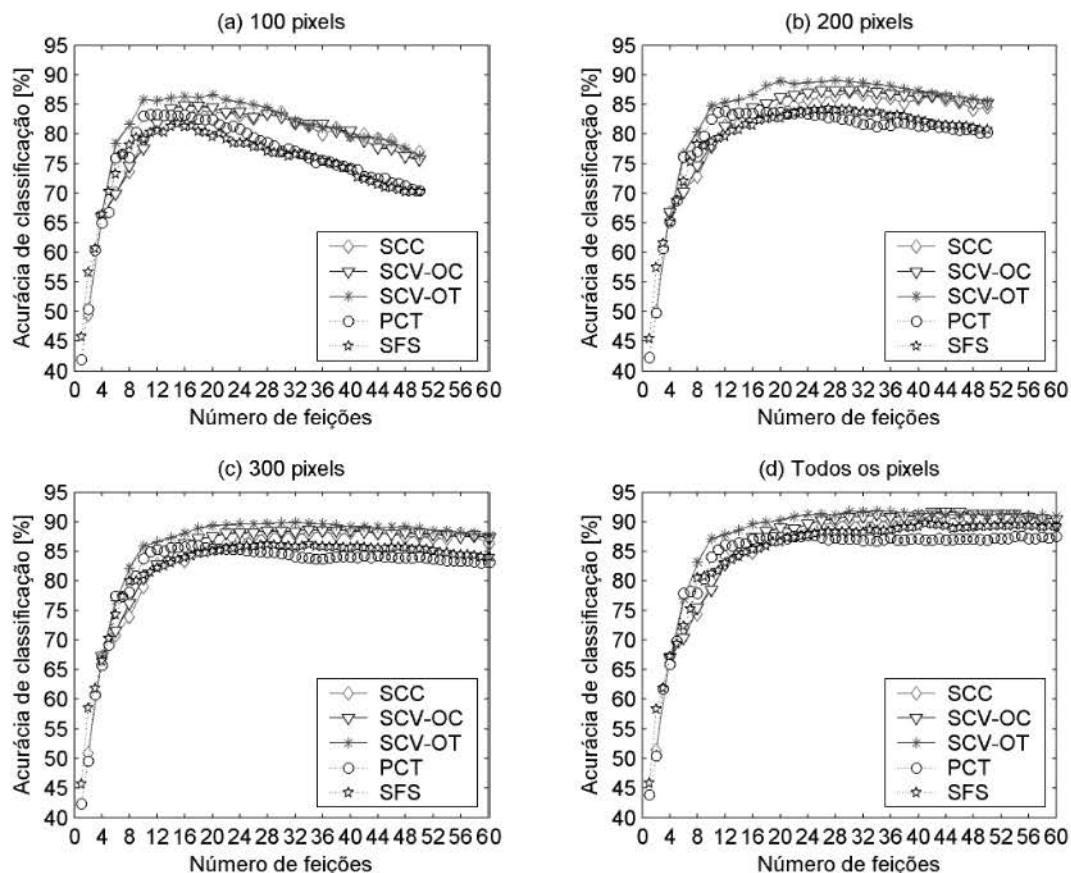 (a) 100 pixels
Acurácia de classificação [%]
95
90
85
80
75
70
65
60
55
50
45
40
0 4 8 12 16 20 24 28 32 36 40 44 48 52 56 60
Número de feições
SCC
SCV-OC
SCV-OT
PCT
SFS
(b) 200 pixels
Acurácia de classificação [%]
95
90
85
80
75
70
65
60
55
50
45
40
0 4 8 12 16 20 24 28 32 36 40 44 48 52 56 60
Número de feições
SCC
SCV-OC
SCV-OT
PCT
SFS
(c) 300 pixels
Acurácia de classificação [%]
95
90
85
80
75
70
65
60
55
50
45
40
0 4 8 12 16 20 24 28 32 36 40 44 48 52 56 60
Número de feições
SCC
SCV-OC
SCV-OT
PCT
SFS
(d) Todos os pixels
Acurácia de classificação [%]
95
90
85
80
75
70
65
60
55
50
45
40
0 4 8 12 16 20 24 28 32 36 40 44 48 52 56 60
Número de feições
SCC
SCV-OC
SCV-OT
PCT
SFS